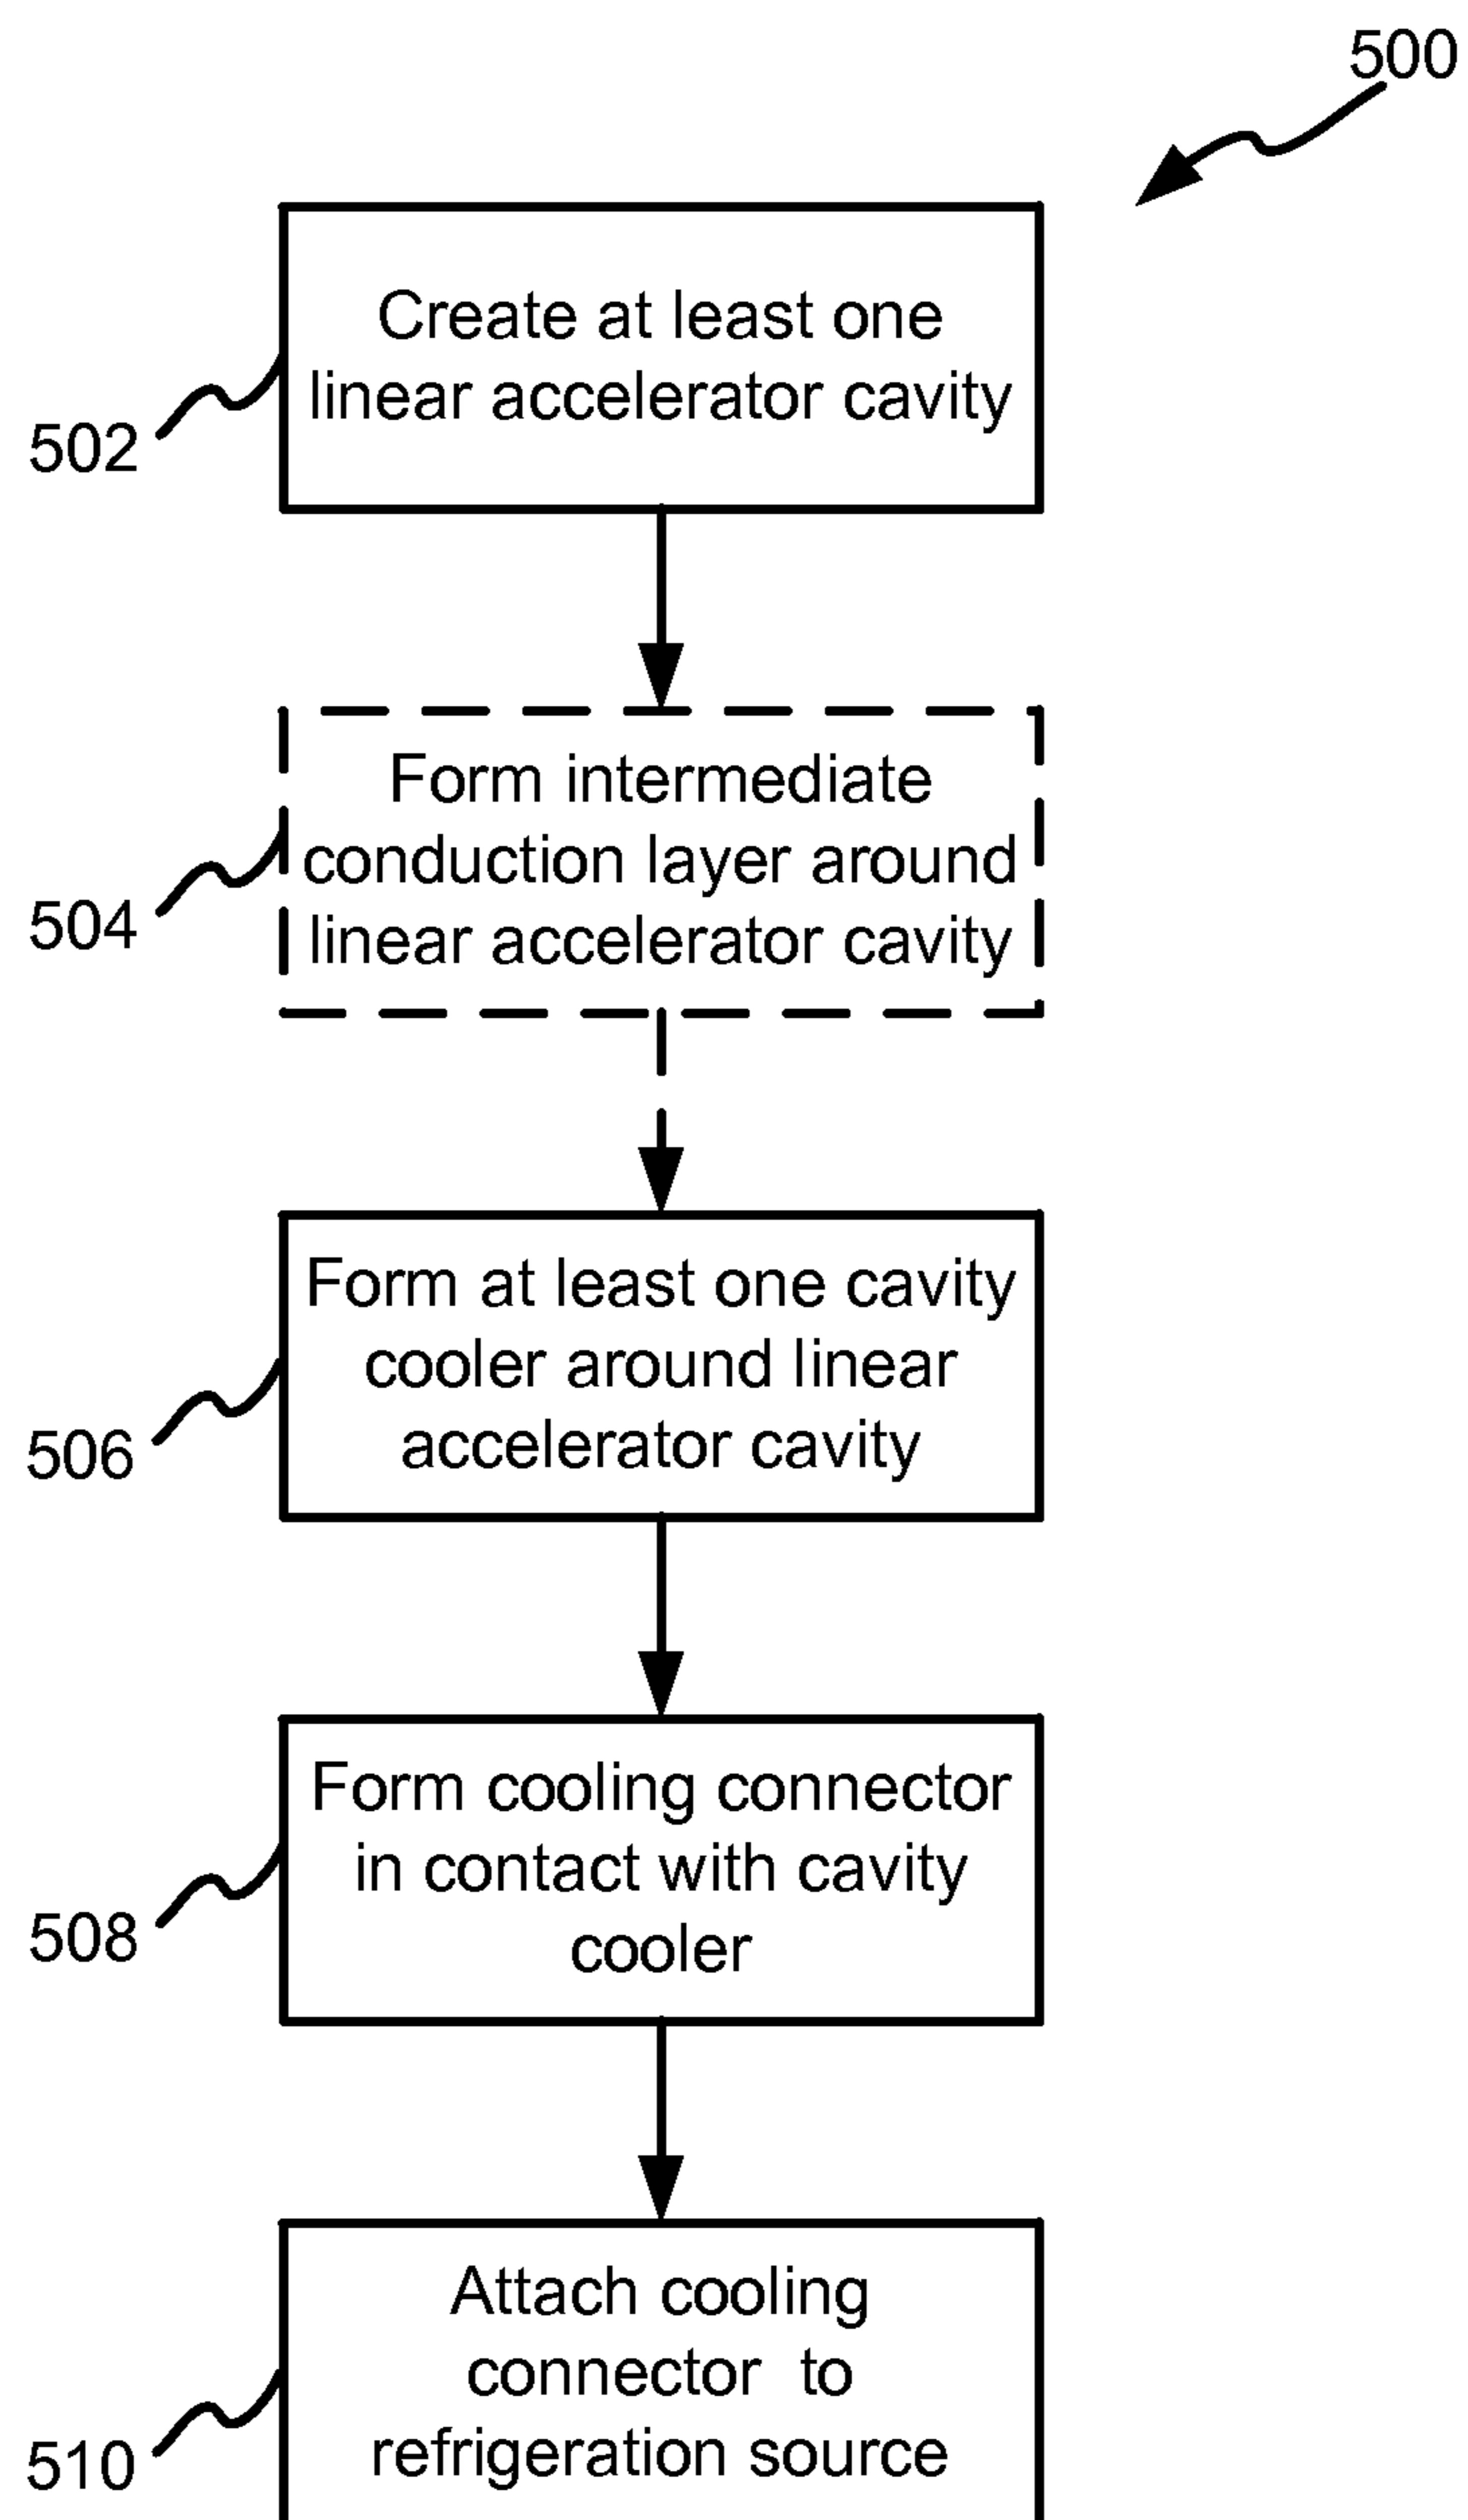 500
Create at least one
linear accelerator cavity
502
Form intermediate
conduction layer around
linear accelerator cavity
504
Form at least one cavity
cooler around linear
accelerator cavity
506
Form cooling connector
in contact with cavity
cooler
508
Attach cooling
connector to
refrigeration source
510